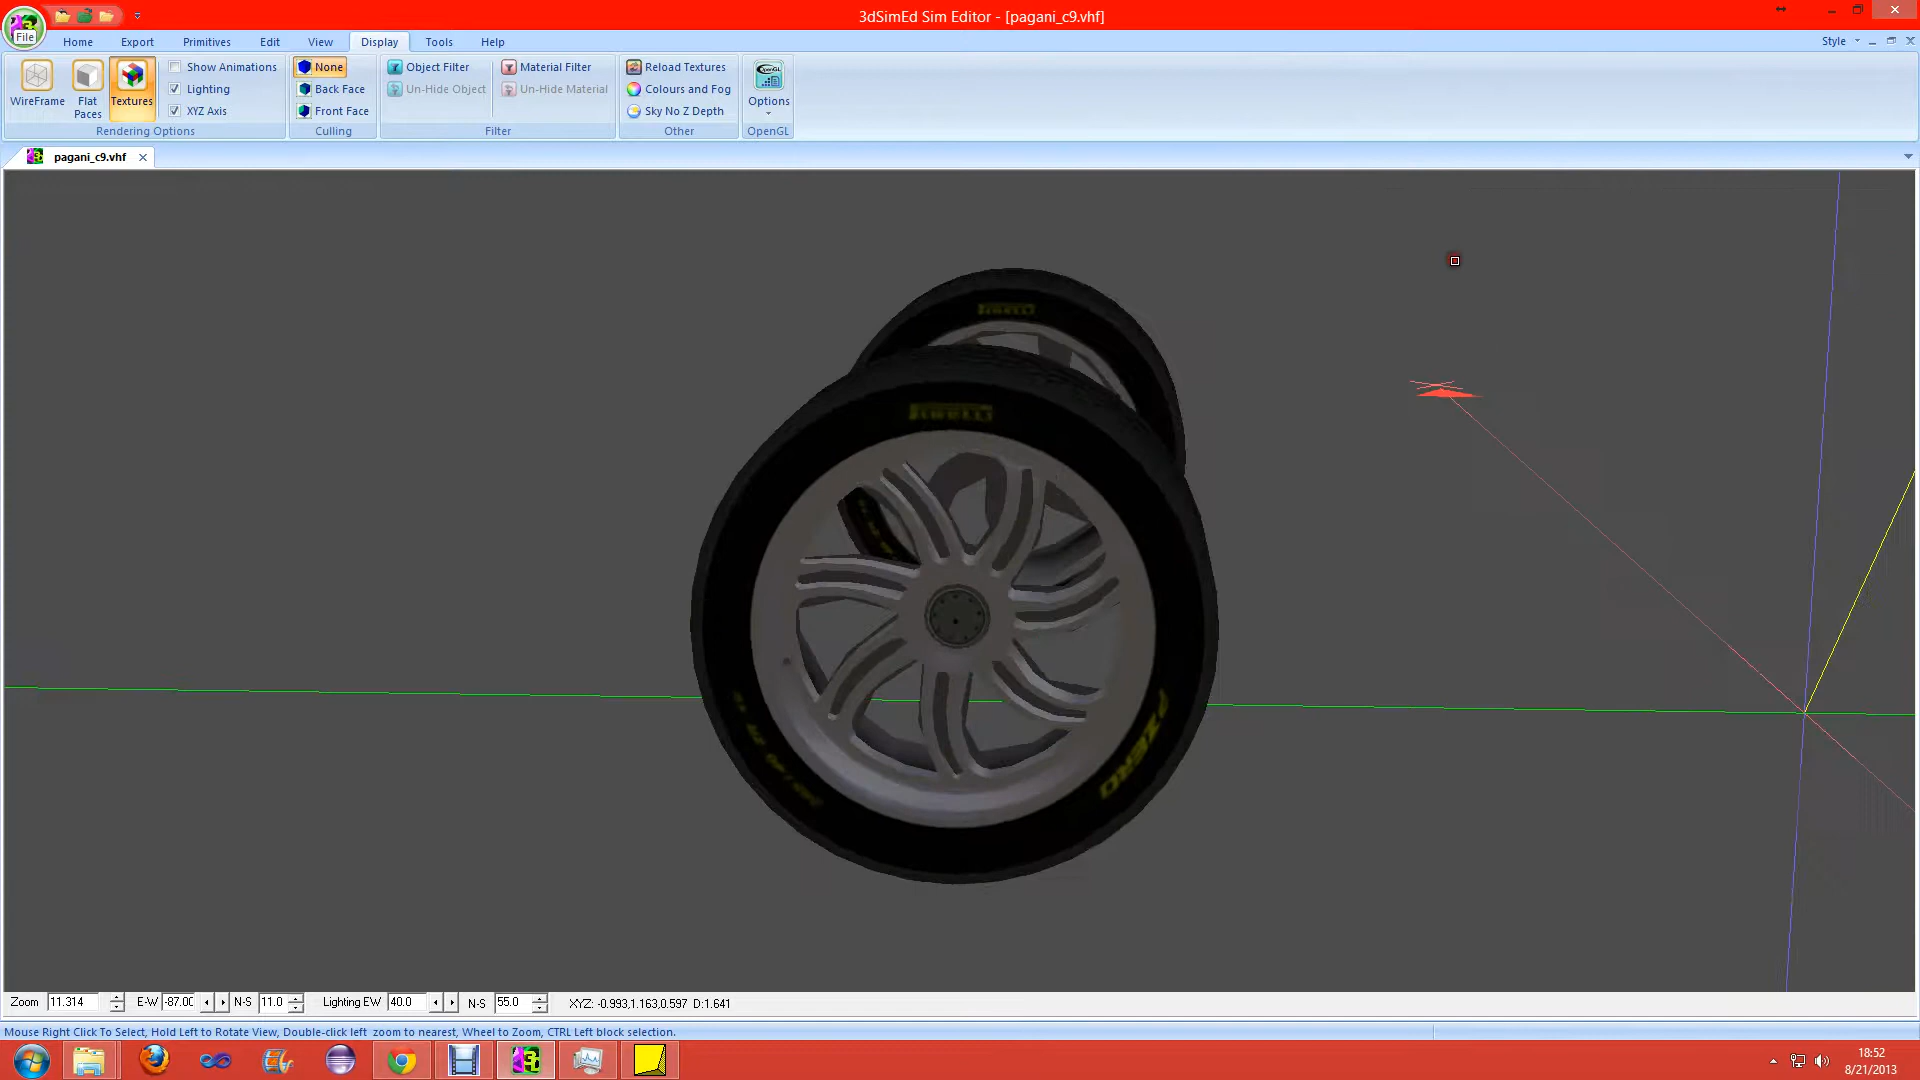 3dSimEd Sim Editor - [pagani_c9.vhf]
File
Home Export Primitives Edit View Display Tools Help
Style
WireFrame
Flat Paces
Textures
Show Animations
Lighting
XYZ Axis
Rendering Options
None
Back Face
Front Face
Culling
Object Filter
Un-Hide Object
Material Filter
Un-Hide Material
Filter
Reload Textures
Colours and Fog
Sky No Z Depth
Other
Options
OpenGL
pagani_c9.vhf
PIRELLI
PIRELLI
PZERO
Zoom 11.314 E-W -87.00 N-S 11.0 Lighting EW 40.0 N-S 55.0 XYZ: -0.993,1.163,0.597 D:1.641
Mouse Right Click To Select, Hold Left to Rotate View, Double-click left zoom to nearest, Wheel to Zoom, CTRL Left block selection.
18:52
8/21/2013